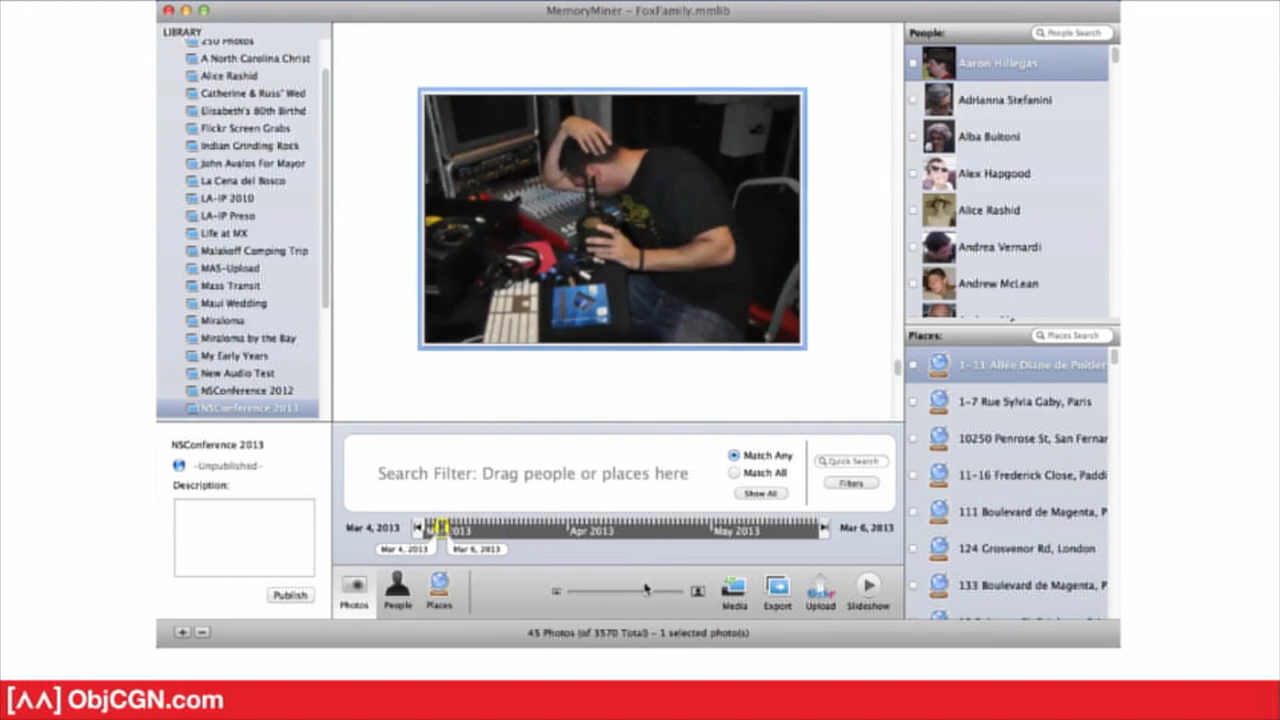 MemoryMiner – FoxFamily.mmlib
LIBRARY
250 Photos
A North Carolina Christ
Alice Rashid
Catherine & Russ' Wed
Elisabeth's 80th Birthd
Flickr Screen Grabs
Indian Grinding Rock
John Avalos For Mayor
La Cena del Bosco
LA-IP 2010
LA-IP Preso
Life at MX
Malakoff Camping Trip
MAS-Upload
Mass Transit
Maui Wedding
Miraloma
Miraloma by the Bay
My Early Years
New Audio Test
NSConference 2012
NSConference 2013
NSConference 2013
-Unpublished-
Description:
Publish
Search Filter: Drag people or places here
Match Any
Match All
Show All
Quick Search
Filters
Mar 4, 2013
2013
Apr 2013
May 2013
Mar 6, 2013
Mar 4, 2013
Mar 6, 2013
Photos
People
Places
Media
Export
Upload
Slideshow
45 Photos (of 3570 Total) – 1 selected photo(s)
People:
People Search
Aaron Hillegas
Adrianna Stefanini
Alba Buitoni
Alex Hapgood
Alice Rashid
Andrea Vernardi
Andrew McLean
Places:
Places Search
1-11 Allée Diane de Poitier
1-7 Rue Sylvia Gaby, Paris
10250 Penrose St, San Fernar
11-16 Frederick Close, Paddi
111 Boulevard de Magenta, P
124 Grosvenor Rd, London
133 Boulevard de Magenta, P
[ʌʌ] ObjCGN.com